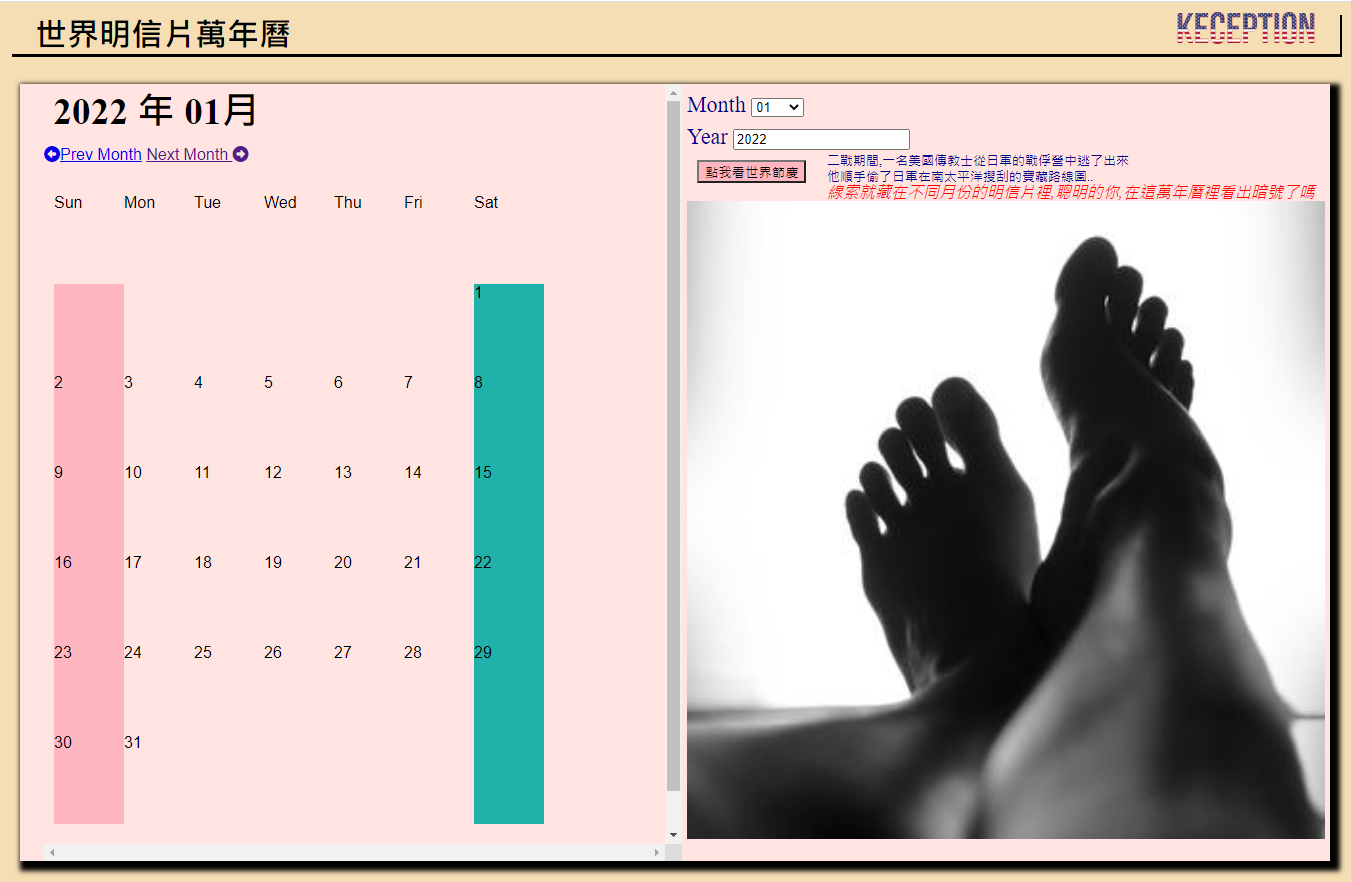 世界明信片萬年曆
KECEPTION
2022 年 01月
Prev Month Next Month
Sun Mon Tue Wed Thu Fri Sat
1
2 3 4 5 6 7 8
9 10 11 12 13 14 15
16 17 18 19 20 21 22
23 24 25 26 27 28 29
30 31
Month 01
Year 2022
點我看世界節慶
二戰期間,一名美國傳教士從日軍的戰俘營中逃了出來
他順手偷了日軍在南太平洋搜刮的寶藏路線圖..
線索就藏在不同月份的明信片裡,聰明的你,在這萬年曆裡看出暗號了嗎